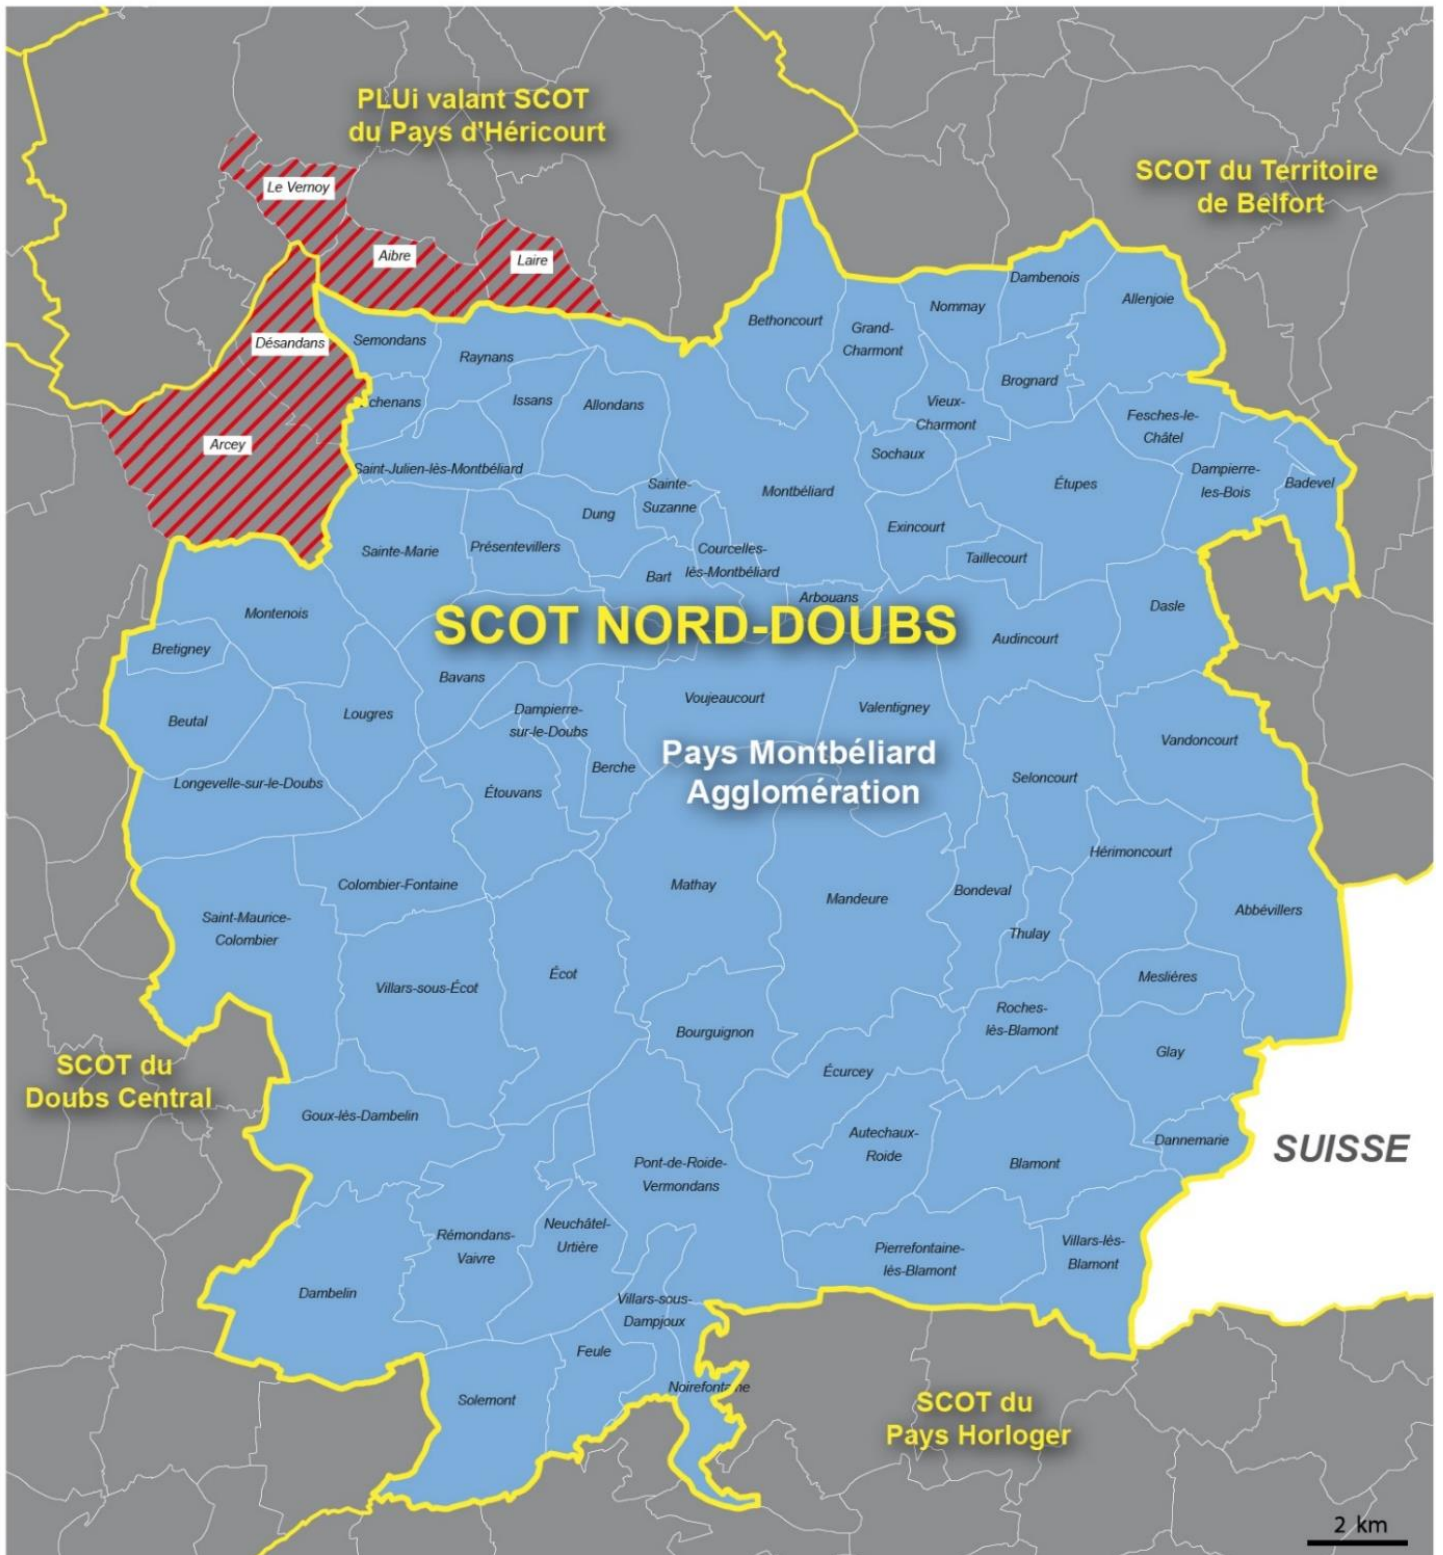 PLUi valant SCOT
du Pays d'Héricourt
SCOT du Territoire
de Belfort
Le Vernoy
Aibre
Laire
Désandans
Arcey
Dambenois
Allenjoie
Nommay
Bethoncourt
Grand-
Charmont
Semondans
Raynans
Brognard
Issans
Allondans
chenans
Vieux-
Charmont
Fesches-le-
Châtel
Sochaux
Saint-Julien-lès-Montbéliard
Dampierre-
les-Bois
Badevel
Sainte-
Suzanne
Montbéliard
Étupes
Dung
Exincourt
Sainte-Marie
Présentevillers
Courcelles-
lès-Montbéliard
Taillecourt
Bart
Arbouans
Dasle
Montenois
SCOT NORD-DOUBS
Audincourt
Bretigney
Bavans
Voujeaucourt
Valentigney
Beutal
Lougres
Dampierre-
sur-le-Doubs
Vandoncourt
Pays Montbéliard
Agglomération
Berche
Seloncourt
Longevelle-sur-le-Doubs
Étouvans
Hérimoncourt
Colombier-Fontaine
Mathay
Mandeure
Bondeval
Abbévillers
Saint-Maurice-
Colombier
Thulay
Écot
Meslières
Villars-sous-Écot
Roches-
lès-Blamont
Bourguignon
Glay
SCOT du
Doubs Central
Écurcey
Goux-lès-Dambelin
Autechaux-
Roide
Dannemarie
SUISSE
Blamont
Pont-de-Roide-
Vermondans
Neuchâtel-
Urtière
Rémondans-
Vaivre
Pierrefontaine-
lès-Blamont
Villars-lès-
Blamont
Dambelin
Villars-sous-
Dampjoux
Feule
Noirefontaine
Solemont
SCOT du
Pays Horloger
2 km